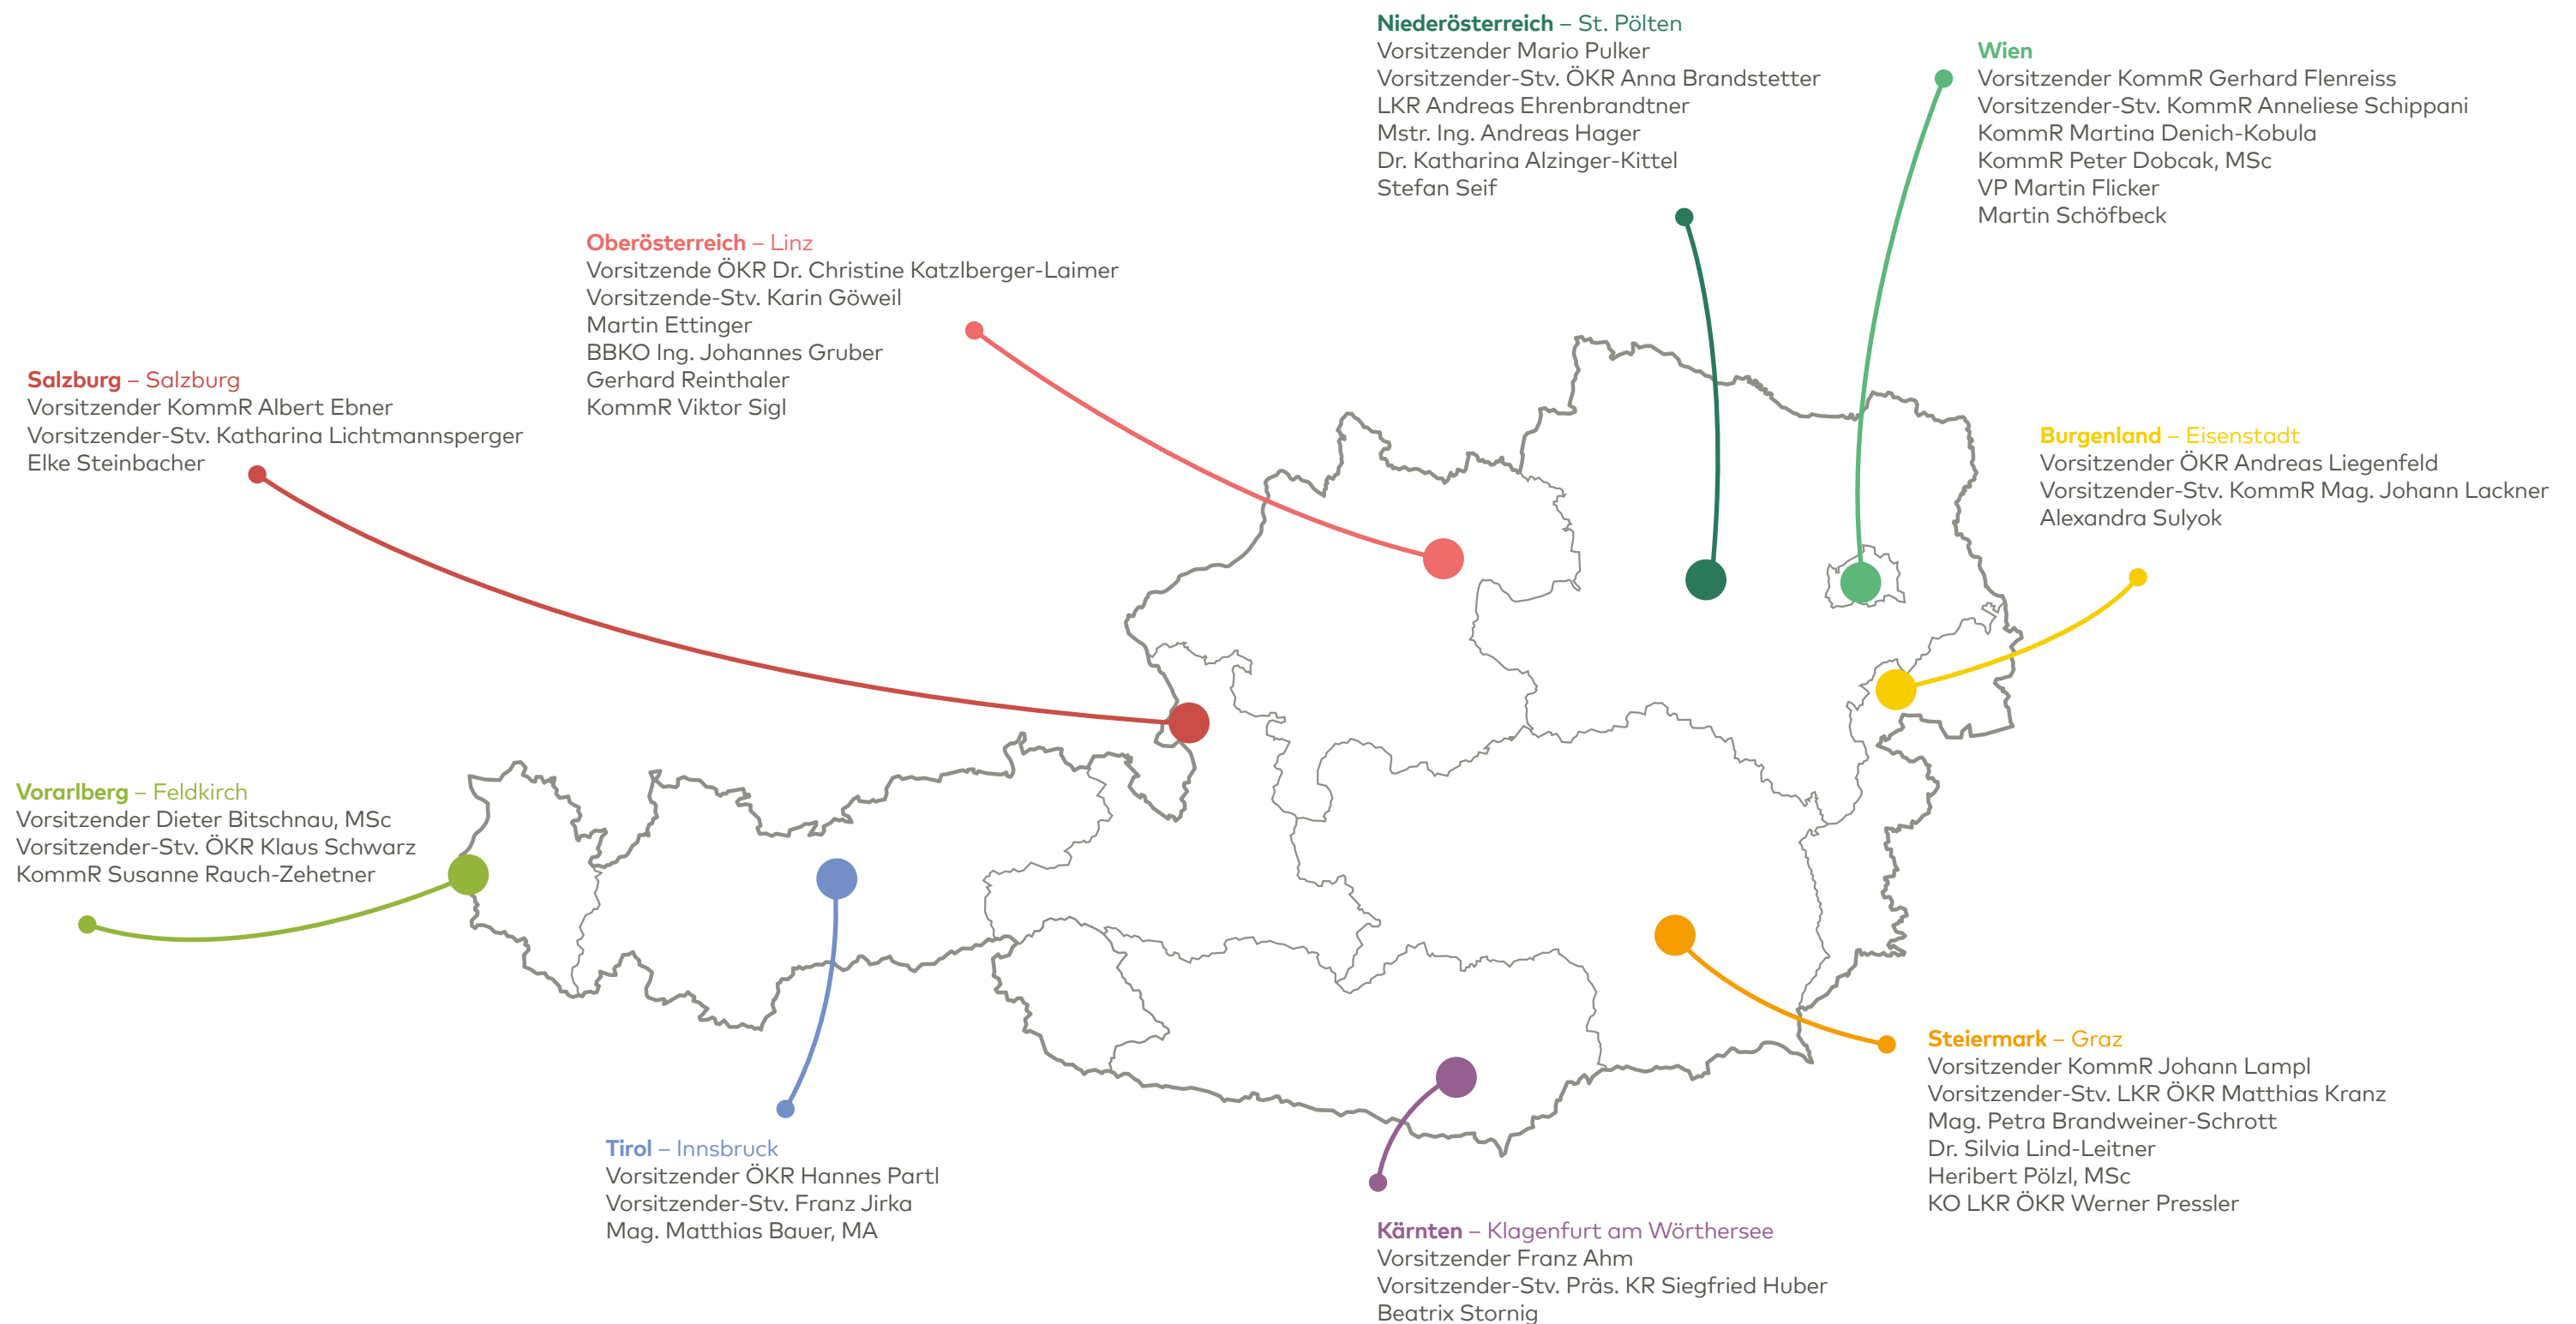 Niederösterreich – St. Pölten
Vorsitzender Mario Pulker
Vorsitzender-Stv. ÖKR Anna Brandstetter
LKR Andreas Ehrenbrandtner
Mstr. Ing. Andreas Hager
Dr. Katharina Alzinger-Kittel
Stefan Seif
Wien
Vorsitzender KommR Gerhard Flenreiss
Vorsitzender-Stv. KommR Anneliese Schippani
KommR Martina Denich-Kobula
KommR Peter Dobcak, MSc
VP Martin Flicker
Martin Schöfbeck
Oberösterreich – Linz
Vorsitzende ÖKR Dr. Christine Katzlberger-Laimer
Vorsitzende-Stv. Karin Göweil
Martin Ettinger
BBKO Ing. Johannes Gruber
Gerhard Reinthaler
KommR Viktor Sigl
Salzburg – Salzburg
Vorsitzender KommR Albert Ebner
Vorsitzender-Stv. Katharina Lichtmannsperger
Elke Steinbacher
Burgenland – Eisenstadt
Vorsitzender ÖKR Andreas Liegenfeld
Vorsitzender-Stv. KommR Mag. Johann Lackner
Alexandra Sulyok
Vorarlberg – Feldkirch
Vorsitzender Dieter Bitschnau, MSc
Vorsitzender-Stv. ÖKR Klaus Schwarz
KommR Susanne Rauch-Zehetner
Tirol – Innsbruck
Vorsitzender ÖKR Hannes Partl
Vorsitzender-Stv. Franz Jirka
Mag. Matthias Bauer, MA
Steiermark – Graz
Vorsitzender KommR Johann Lampl
Vorsitzender-Stv. LKR ÖKR Matthias Kranz
Mag. Petra Brandweiner-Schrott
Dr. Silvia Lind-Leitner
Heribert Pölzl, MSc
KO LKR ÖKR Werner Pressler
Kärnten – Klagenfurt am Wörthersee
Vorsitzender Franz Ahm
Vorsitzender-Stv. Präs. KR Siegfried Huber
Beatrix Stornig